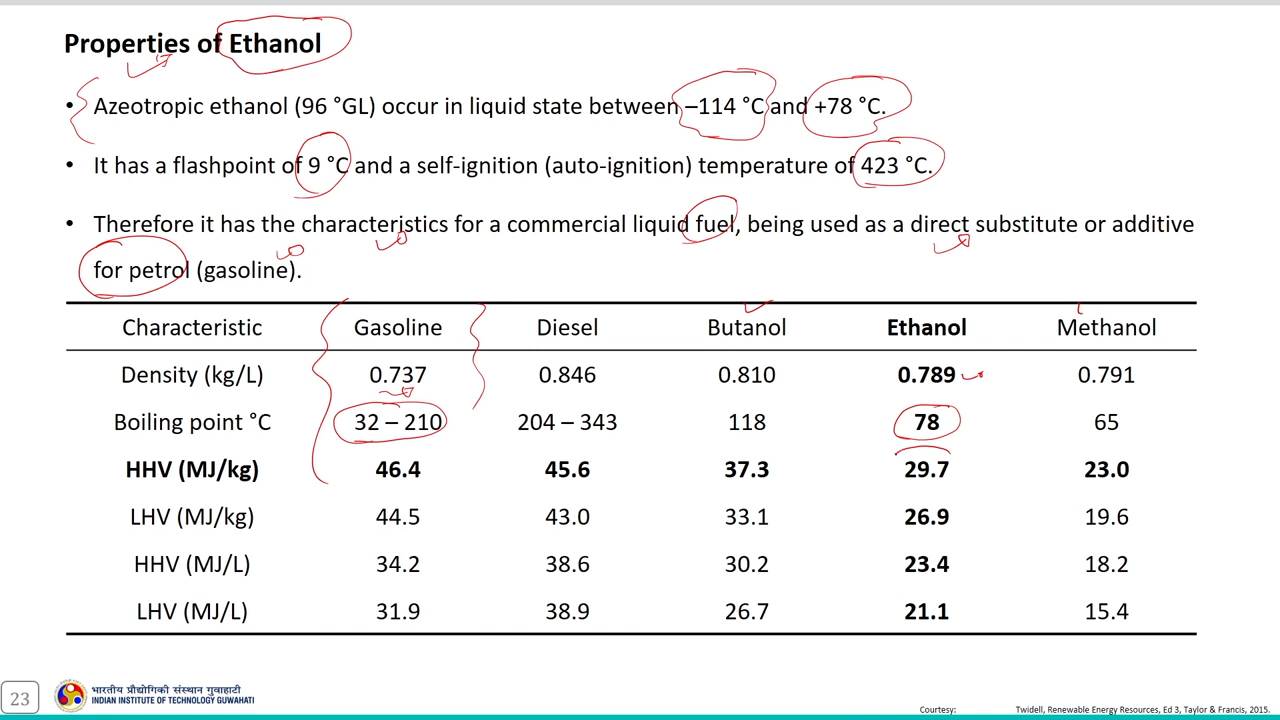 Properties of Ethanol
• Azeotropic ethanol (96 °GL) occur in liquid state between –114 °C and +78 °C.
• It has a flashpoint of 9 °C and a self-ignition (auto-ignition) temperature of 423 °C.
• Therefore it has the characteristics for a commercial liquid fuel, being used as a direct substitute or additive
for petrol (gasoline).
Characteristic Gasoline Diesel Butanol Ethanol Methanol
Density (kg/L) 0.737 0.846 0.810 0.789 0.791
Boiling point °C 32 – 210 204 – 343 118 78 65
HHV (MJ/kg) 46.4 45.6 37.3 29.7 23.0
LHV (MJ/kg) 44.5 43.0 33.1 26.9 19.6
HHV (MJ/L) 34.2 38.6 30.2 23.4 18.2
LHV (MJ/L) 31.9 38.9 26.7 21.1 15.4
23
भारतीय प्रौद्योगिकी संस्थान गुवाहाटी
INDIAN INSTITUTE OF TECHNOLOGY GUWAHATI
Courtesy: Twidell, Renewable Energy Resources, Ed 3, Taylor & Francis, 2015.